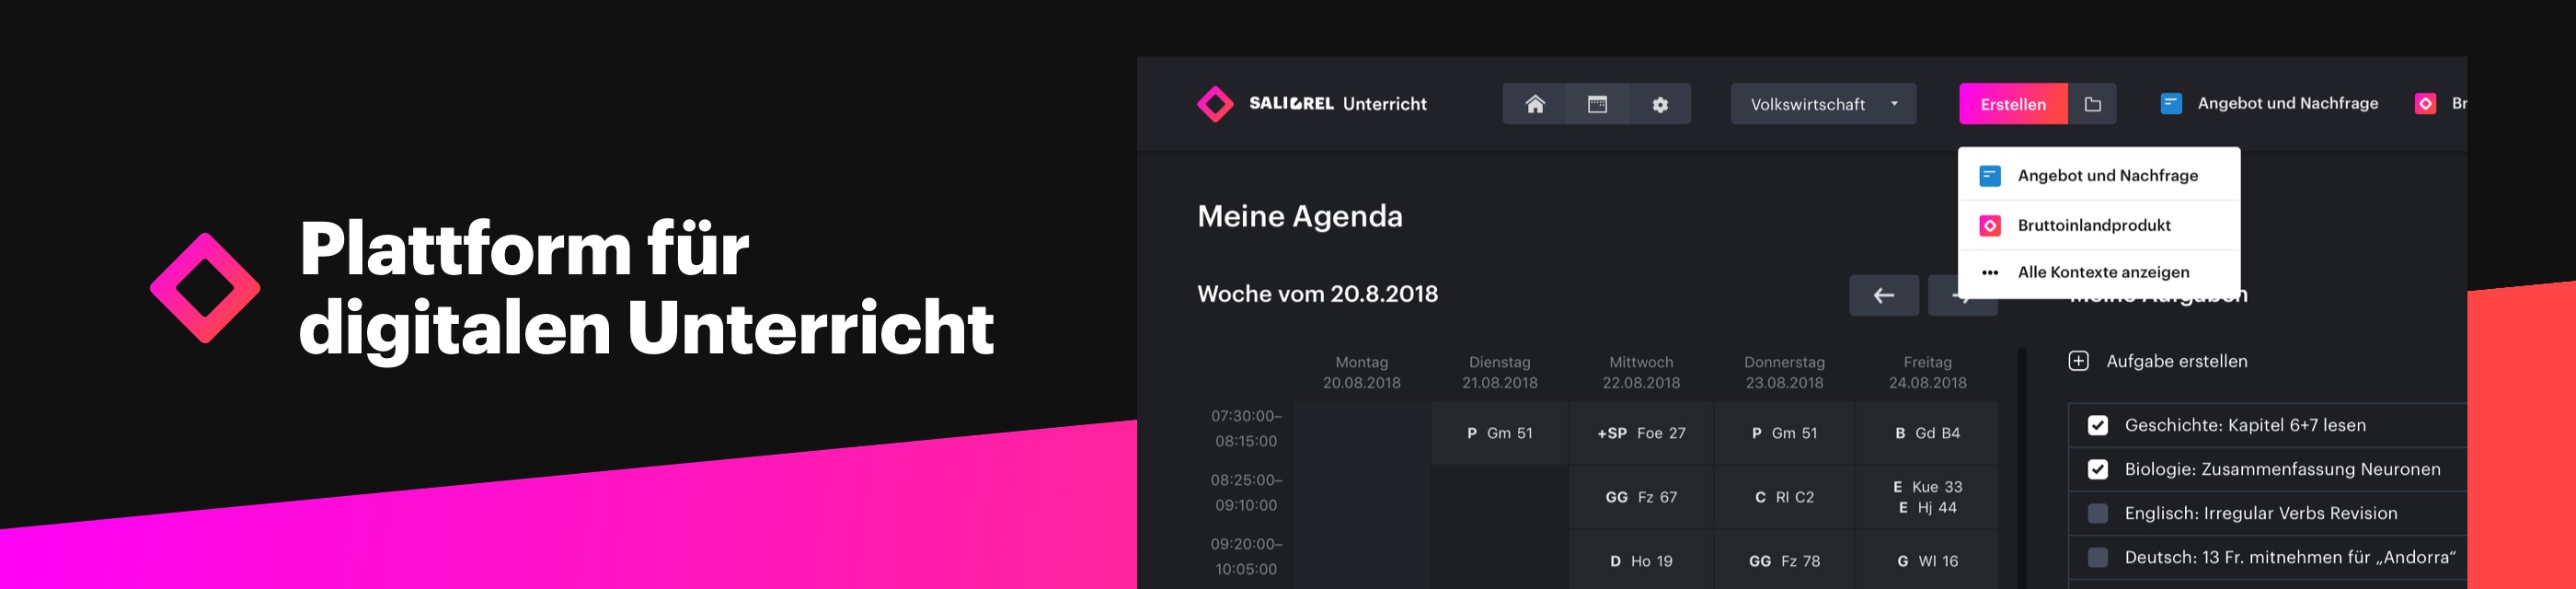 Plattform für
digitalen Unterricht
SALIOREL Unterricht
Volkswirtschaft
Erstellen
Angebot und Nachfrage
Br
Angebot und Nachfrage
Bruttoinlandprodukt
Alle Kontexte anzeigen
Meine Agenda
Woche vom 20.8.2018
Montag
20.08.2018
Dienstag
21.08.2018
Mittwoch
22.08.2018
Donnerstag
23.08.2018
Freitag
24.08.2018
07:30:00–
08:15:00
P Gm 51
+SP Foe 27
P Gm 51
B Gd B4
08:25:00–
09:10:00
GG Fz 67
C RI C2
E Kue 33
E Hj 44
09:20:00–
10:05:00
D Ho 19
GG Fz 78
G WI 16
Meine Aufgaben
Aufgabe erstellen
Geschichte: Kapitel 6+7 lesen
Biologie: Zusammenfassung Neuronen
Englisch: Irregular Verbs Revision
Deutsch: 13 Fr. mitnehmen für „Andorra“